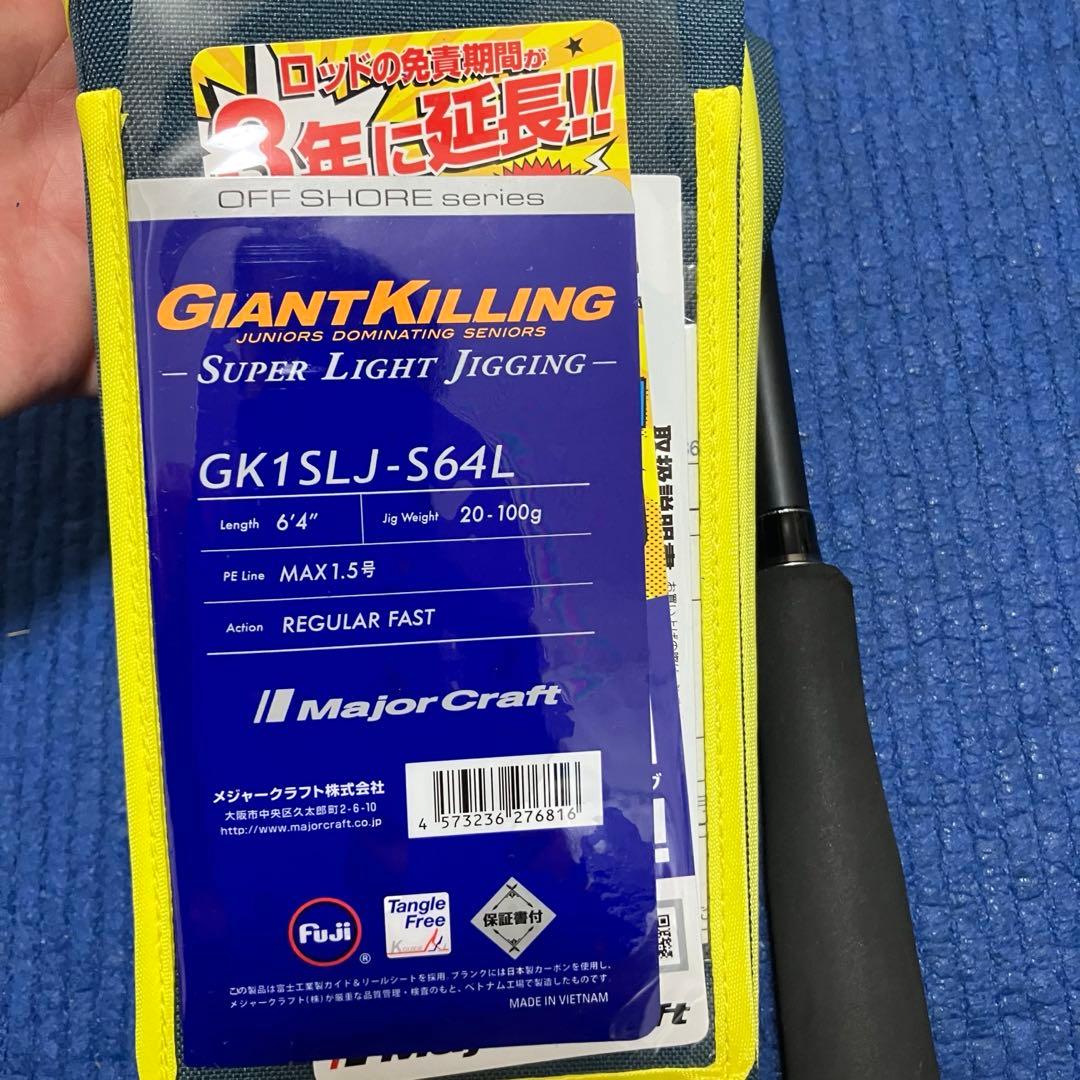 ロッドの免責期間が
3年に延長!!
OFF SHORE series
GIANT KILLING
JUNIORS DOMINATING SENIORS
- SUPER LIGHT JIGGING -
GK1SLJ-S64L
Length 6'4" Jig Weight 20-100g
PE Line MAX1.5号
Action REGULAR FAST
Major Craft
メジャークラフト株式会社
大阪市中央区久太郎町2-6-10
http://www.majorcraft.co.jp
4 573236 276816
Fuji ®
Tangle
Free
保証書付
この製品は富士工業製ガイド&リールシートを採用。ブランクには日本製カーボンを使用し、
メジャークラフト(株)が厳重な品質管理・検査のもと、ベトナム工場で製造したものです。
MADE IN VIETNAM
取扱説明書